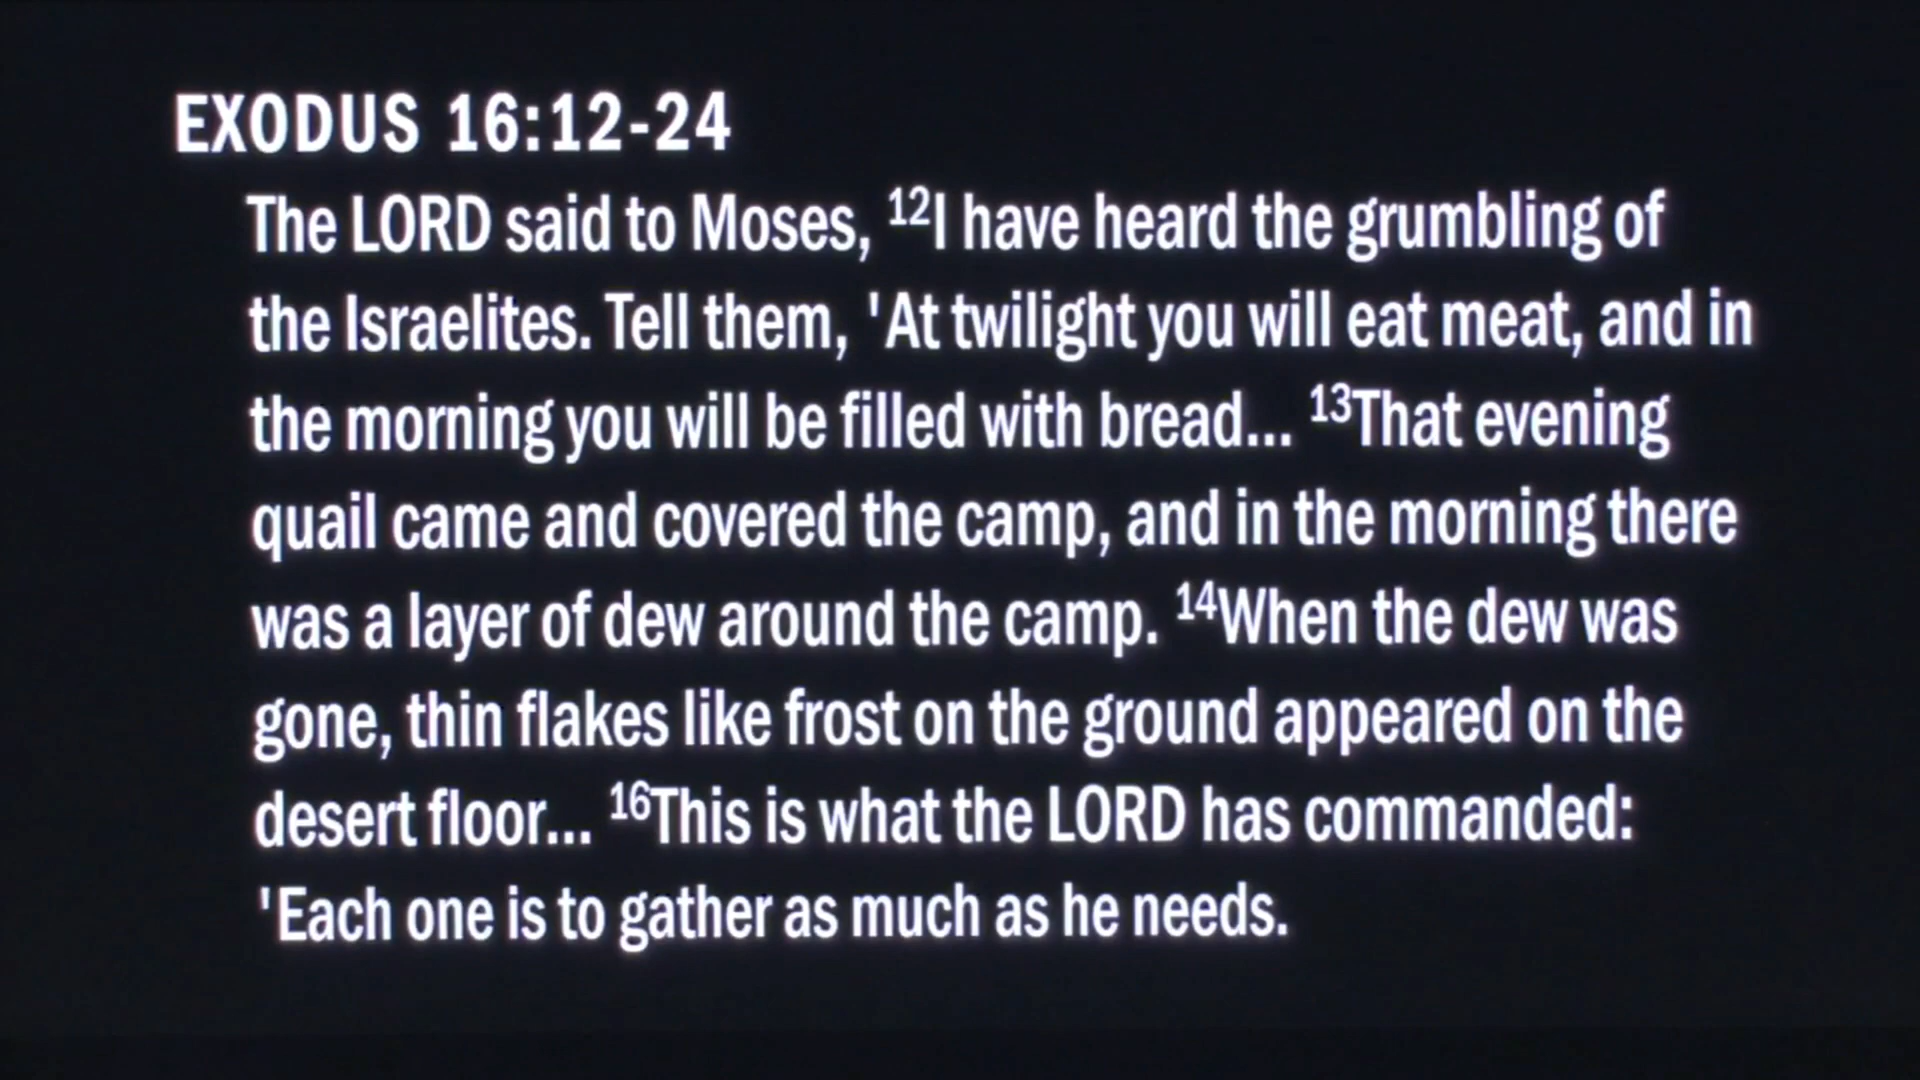 EXODUS 16:12-24
The LORD said to Moses, 12I have heard the grumbling of
the Israelites. Tell them, 'At twilight you will eat meat, and in
the morning you will be filled with bread... 13That evening
quail came and covered the camp, and in the morning there
was a layer of dew around the camp. 14When the dew was
gone, thin flakes like frost on the ground appeared on the
desert floor... 16This is what the LORD has commanded:
'Each one is to gather as much as he needs.